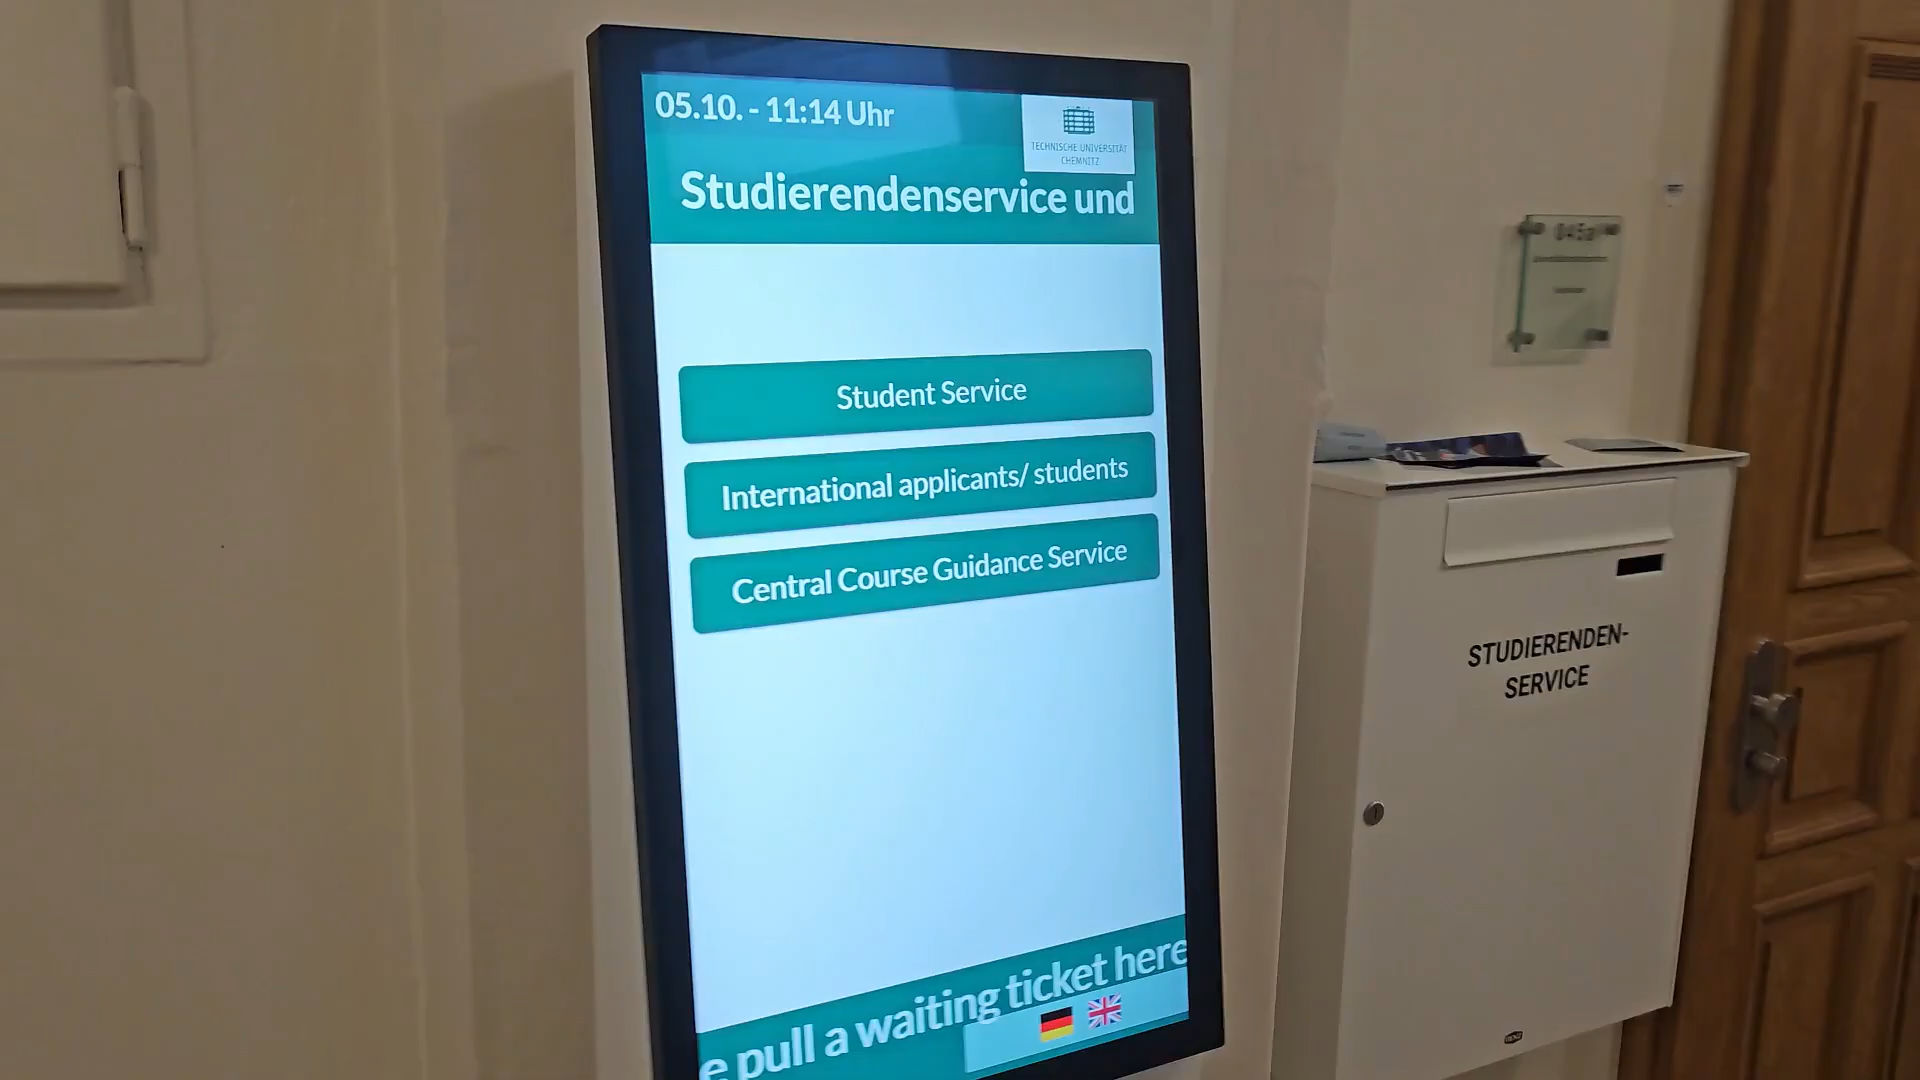 05.10. - 11:14 Uhr
TECHNISCHE UNIVERSITÄT
CHEMNITZ
Studierendenservice und
Student Service
International applicants/ students
Central Course Guidance Service
e pull a waiting ticket here
045a
STUDIERENDEN-
SERVICE